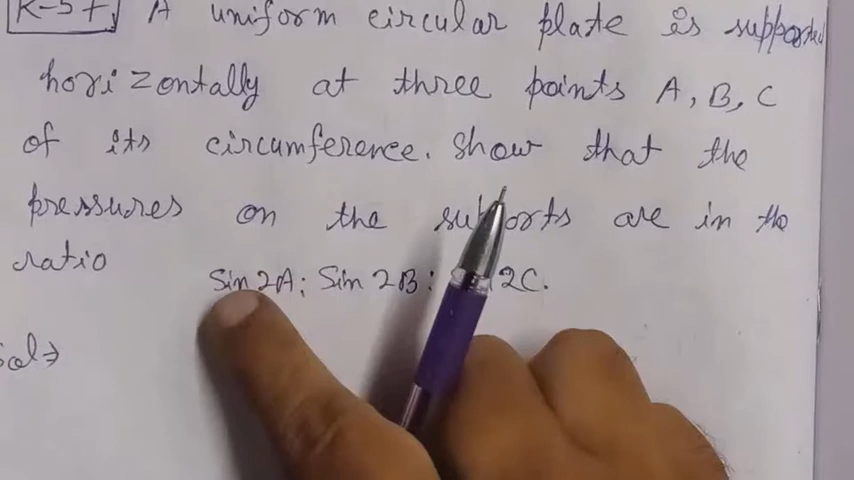 K-57, A uniform circular plate is supported
horizontally at three points A, B, C
of its circumference. Show that the
pressures on the supports are in the
ratio Sin 2A : Sin 2B : 2C.
Sol⇒